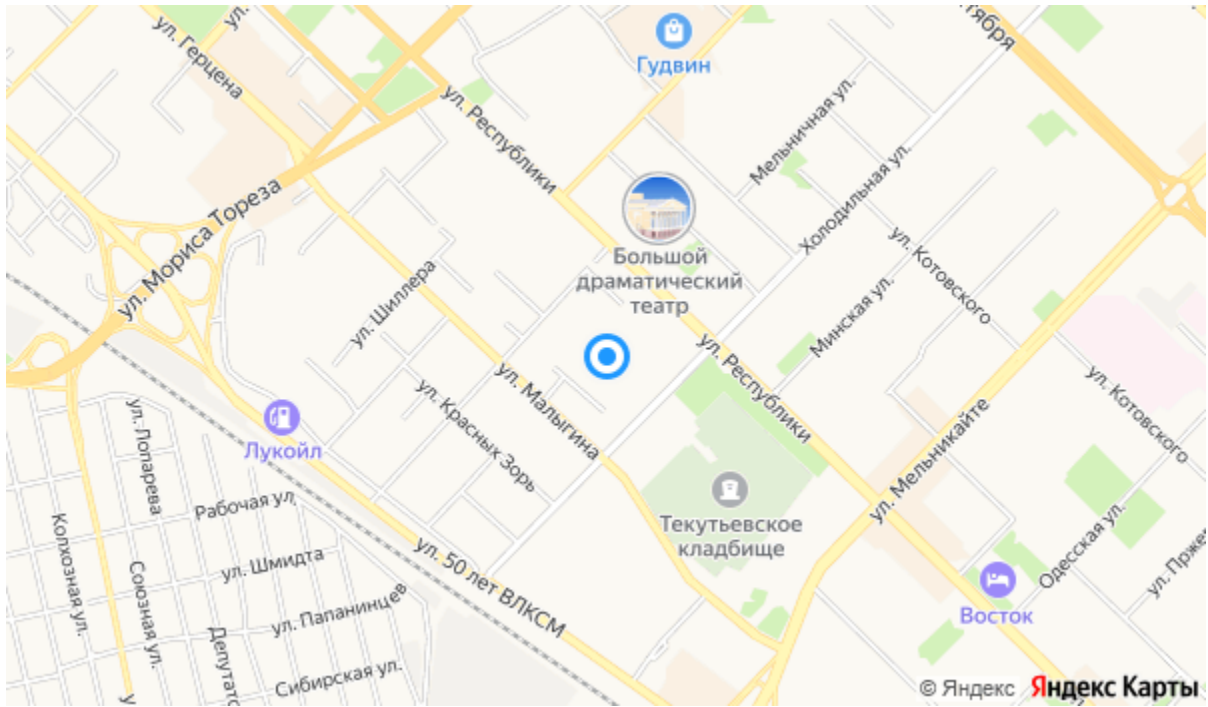 ул.
тября
ул. Герцена
Гудвин
ул. Республики
Мельничная ул.
Холодильная ул.
ул. Мориса Тореза
Большой
драматический
театр
ул. Котовского
ул. Шиллера
Минская ул.
ул. Республики
ул. Малыгина
ул. Красных Зорь
ул. Котовского
ул. Мельникайте
Лукойл
ул. Лопарева
Рабочая ул.
Текутьевское
кладбище
Колхозная ул.
Союзная ул.
ул. Шмидта
ул. 50 лет ВЛКСМ
Одесская ул.
ул. Прже
Восток
ул. Папанинцев
Депутатс
Сибирская ул.
у
© Яндекс Яндекс Карты